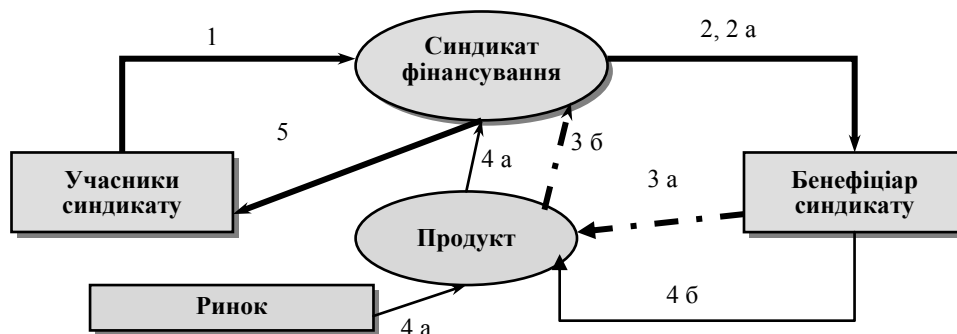 1
Синдикат
фінансування
2, 2 а
5
4 а
3 б
3 а
Учасники
синдикату
Бенефіціар
синдикату
Продукт
Ринок
4 а
4 б